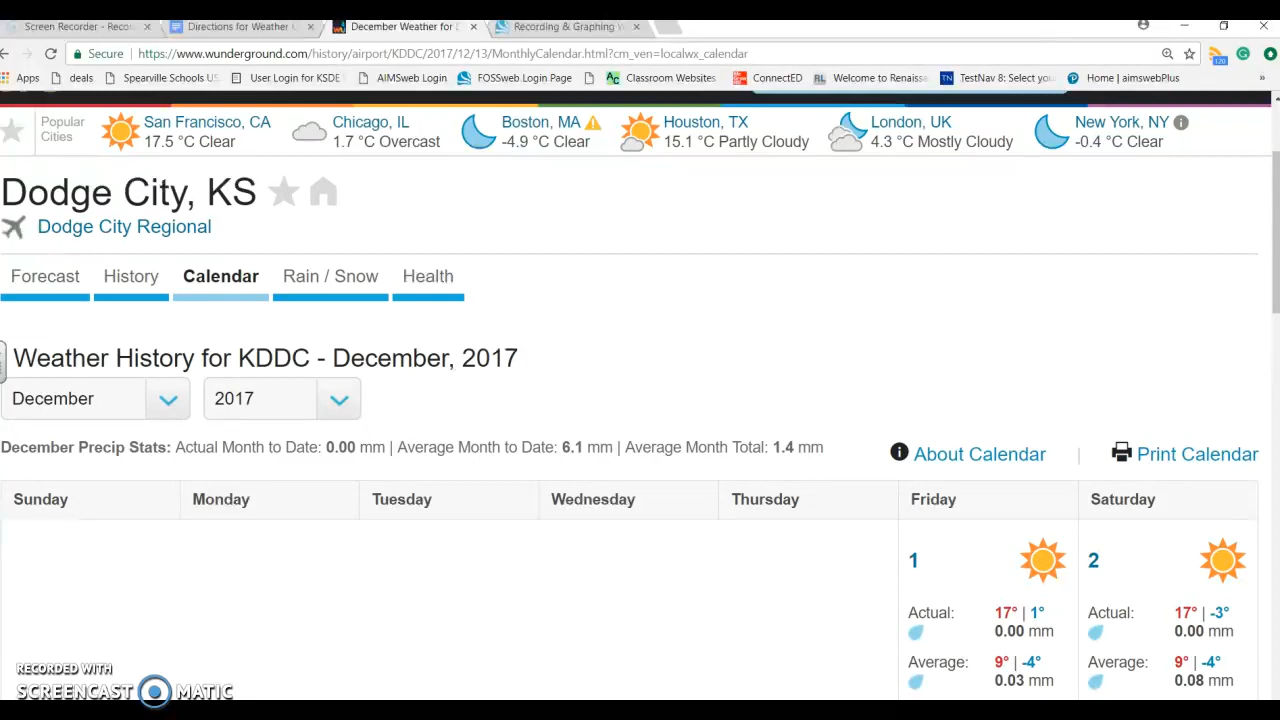 Screen Recorder - Reco
Directions for Weather
December Weather for
Recording & Graphing W
Secure
https://www.wunderground.com/history/airport/KDDC/2017/12/13/MonthlyCalendar.html?cm_ven=localwx_calendar
120
Apps
deals
Spearville Schools US
User Login for KSDE
AIMSweb Login
FOSSweb Login Page
Classroom Websites
ConnectED
Welcome to Renaiss
TestNav 8: Select you
Home | aimswebPlus
»
Popular
Cities
San Francisco, CA
17.5 °C Clear
Chicago, IL
1.7 °C Overcast
Boston, MA
-4.9 °C Clear
Houston, TX
15.1 °C Partly Cloudy
London, UK
4.3 °C Mostly Cloudy
New York, NY
-0.4 °C Clear
Dodge City, KS
Dodge City Regional
Forecast History Calendar Rain / Snow Health
Weather History for KDDC - December, 2017
December 2017
December Precip Stats: Actual Month to Date: 0.00 mm | Average Month to Date: 6.1 mm | Average Month Total: 1.4 mm
About Calendar | Print Calendar
Sunday Monday Tuesday Wednesday Thursday Friday Saturday
1
Actual: 17° | 1°
0.00 mm
Average: 9° | -4°
0.03 mm
2
Actual: 17° | -3°
0.00 mm
Average: 9° | -4°
0.08 mm
RECORDED WITH
SCREENCAST MATIC